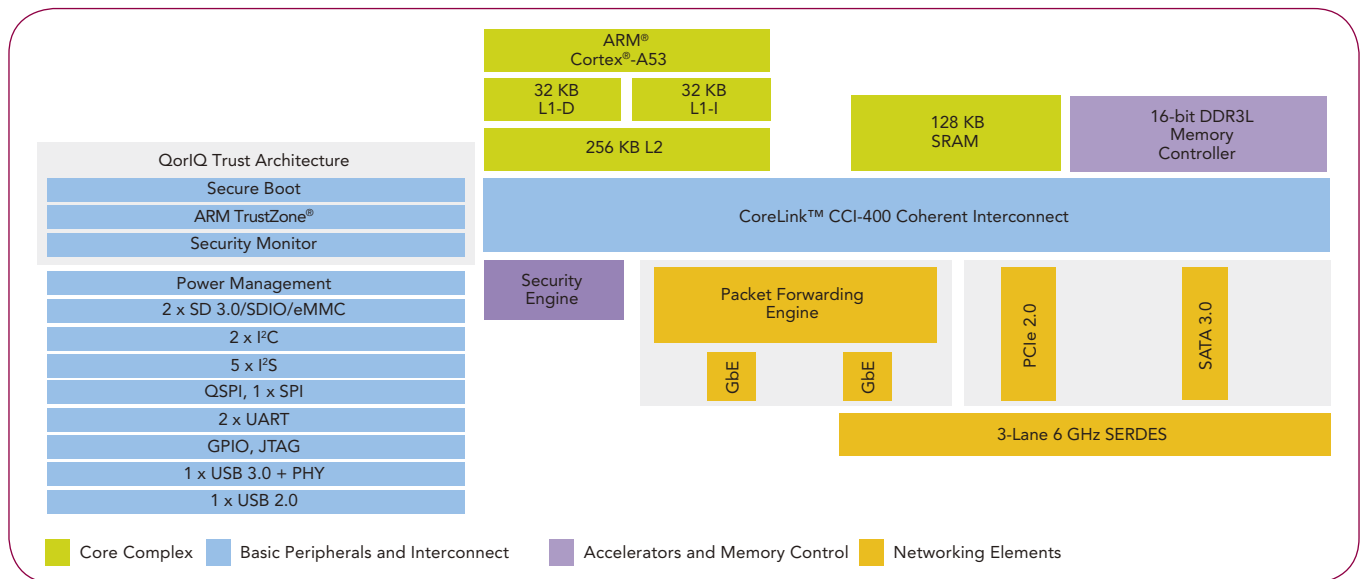 ARM®
Cortex®-A53
32 KB
L1-D
32 KB
L1-I
256 KB L2
128 KB
SRAM
16-bit DDR3L
Memory
Controller
QorIQ Trust Architecture
Secure Boot
ARM TrustZone®
Security Monitor
CoreLink™ CCI-400 Coherent Interconnect
Power Management
2 x SD 3.0/SDIO/eMMC
2 x I²C
5 x I²S
QSPI, 1 x SPI
2 x UART
GPIO, JTAG
1 x USB 3.0 + PHY
1 x USB 2.0
Security
Engine
Packet Forwarding
Engine
GbE
GbE
PCIe 2.0
SATA 3.0
3-Lane 6 GHz SERDES
Core Complex
Basic Peripherals and Interconnect
Accelerators and Memory Control
Networking Elements